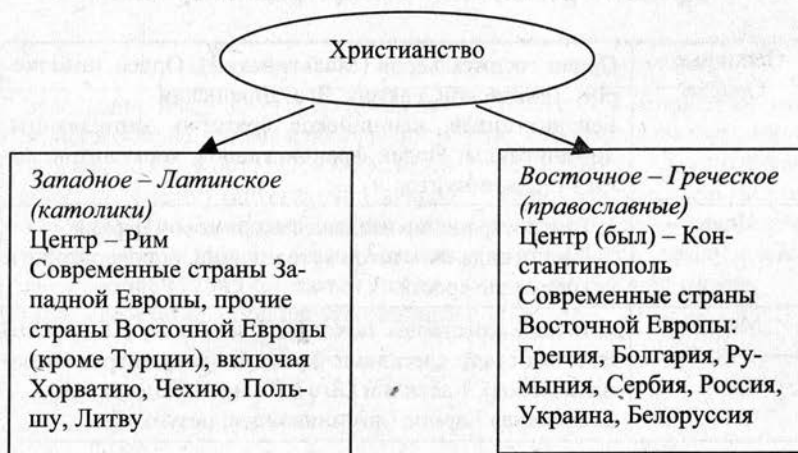 Христианство
Западное – Латинское
(католики)
Центр – Рим
Современные страны За-
падной Европы, прочие
страны Восточной Европы
(кроме Турции), включая
Хорватию, Чехию, Поль-
шу, Литву
Восточное – Греческое
(православные)
Центр (был) – Кон-
стантинополь
Современные страны
Восточной Европы:
Греция, Болгария, Ру-
мыния, Сербия, Россия,
Украина, Белоруссия